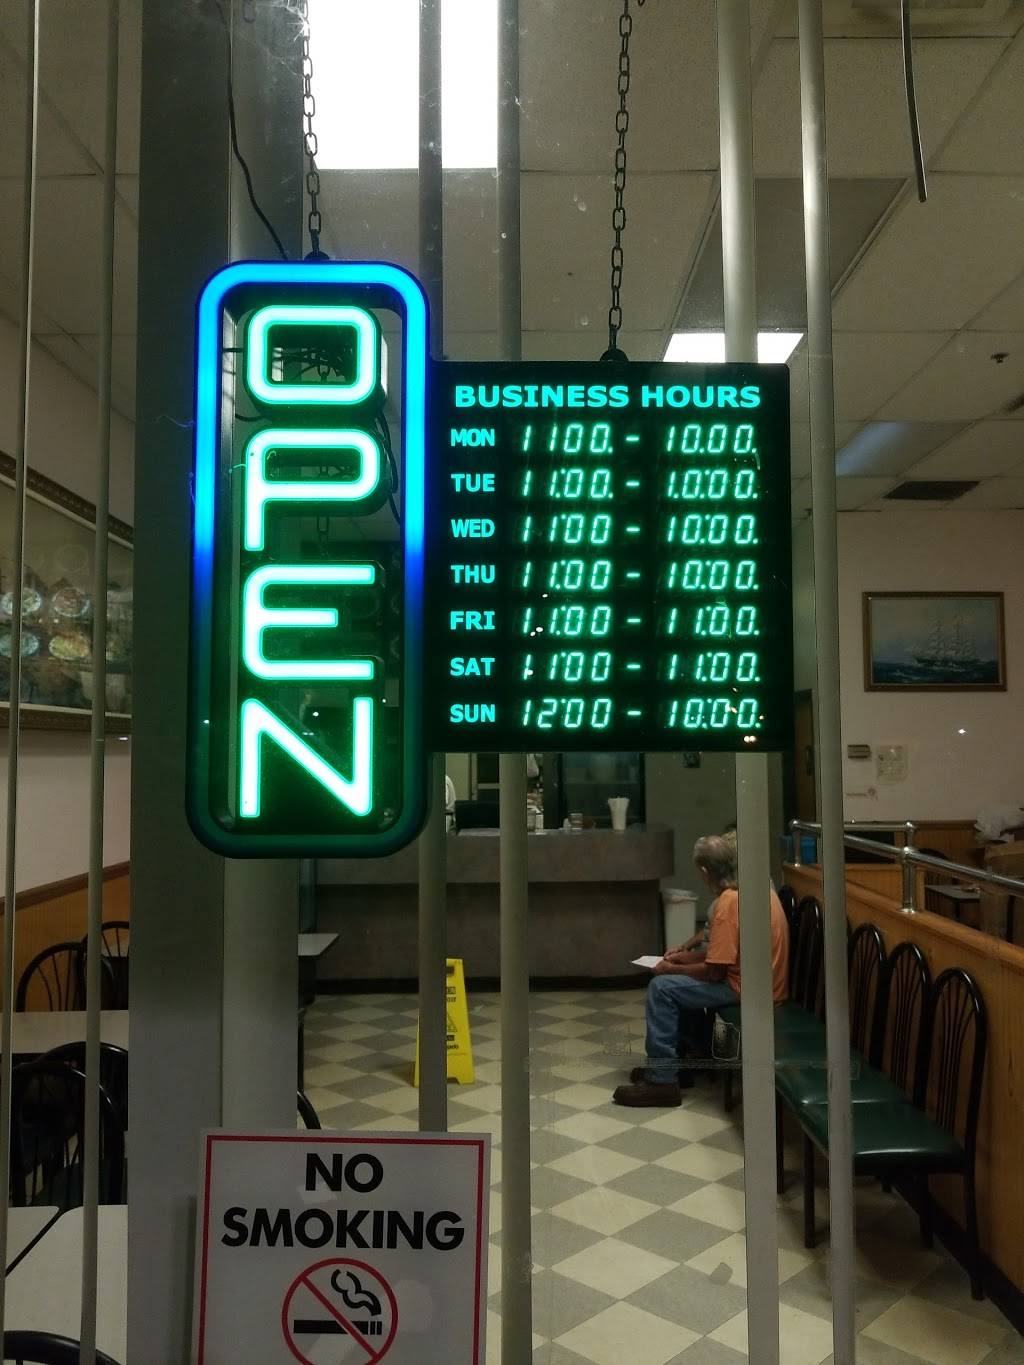 OPEN
BUSINESS HOURS
MON 11:00 - 10:00
TUE 11:00 - 10:00
WED 11:00 - 10:00
THU 11:00 - 10:00
FRI 11:00 - 11:00
SAT 11:00 - 11:00
SUN 12:00 - 10:00
NO
SMOKING